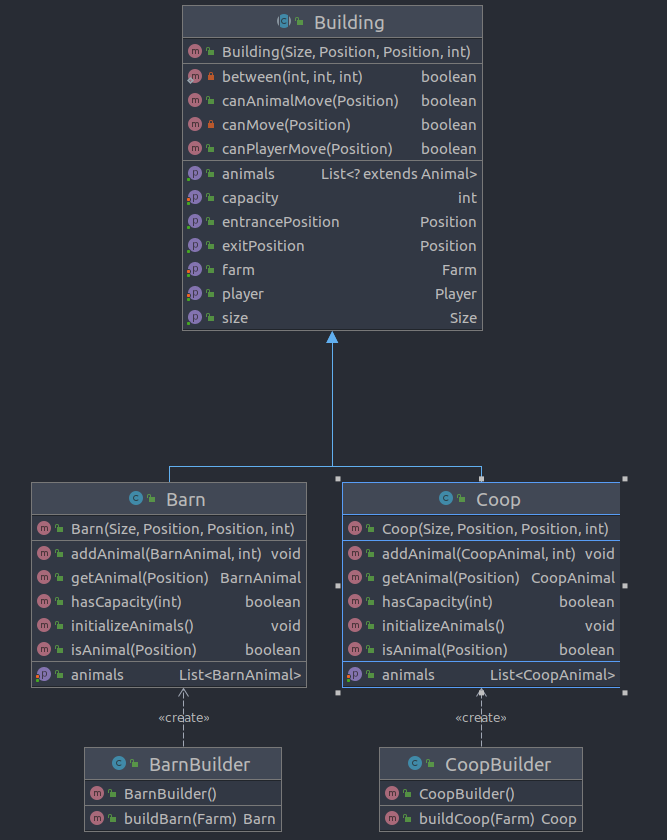 Building
Building(Size, Position, Position, int)
between(int, int, int) boolean
canAnimalMove(Position) boolean
canMove(Position) boolean
canPlayerMove(Position) boolean
animals List<? extends Animal>
capacity int
entrancePosition Position
exitPosition Position
farm Farm
player Player
size Size
Barn
Barn(Size, Position, Position, int)
addAnimal(BarnAnimal, int) void
getAnimal(Position) BarnAnimal
hasCapacity(int) boolean
initializeAnimals() void
isAnimal(Position) boolean
animals List<BarnAnimal>
Coop
Coop(Size, Position, Position, int)
addAnimal(CoopAnimal, int) void
getAnimal(Position) CoopAnimal
hasCapacity(int) boolean
initializeAnimals() void
isAnimal(Position) boolean
animals List<CoopAnimal>
«create»
«create»
BarnBuilder
BarnBuilder()
buildBarn(Farm) Barn
CoopBuilder
CoopBuilder()
buildCoop(Farm) Coop